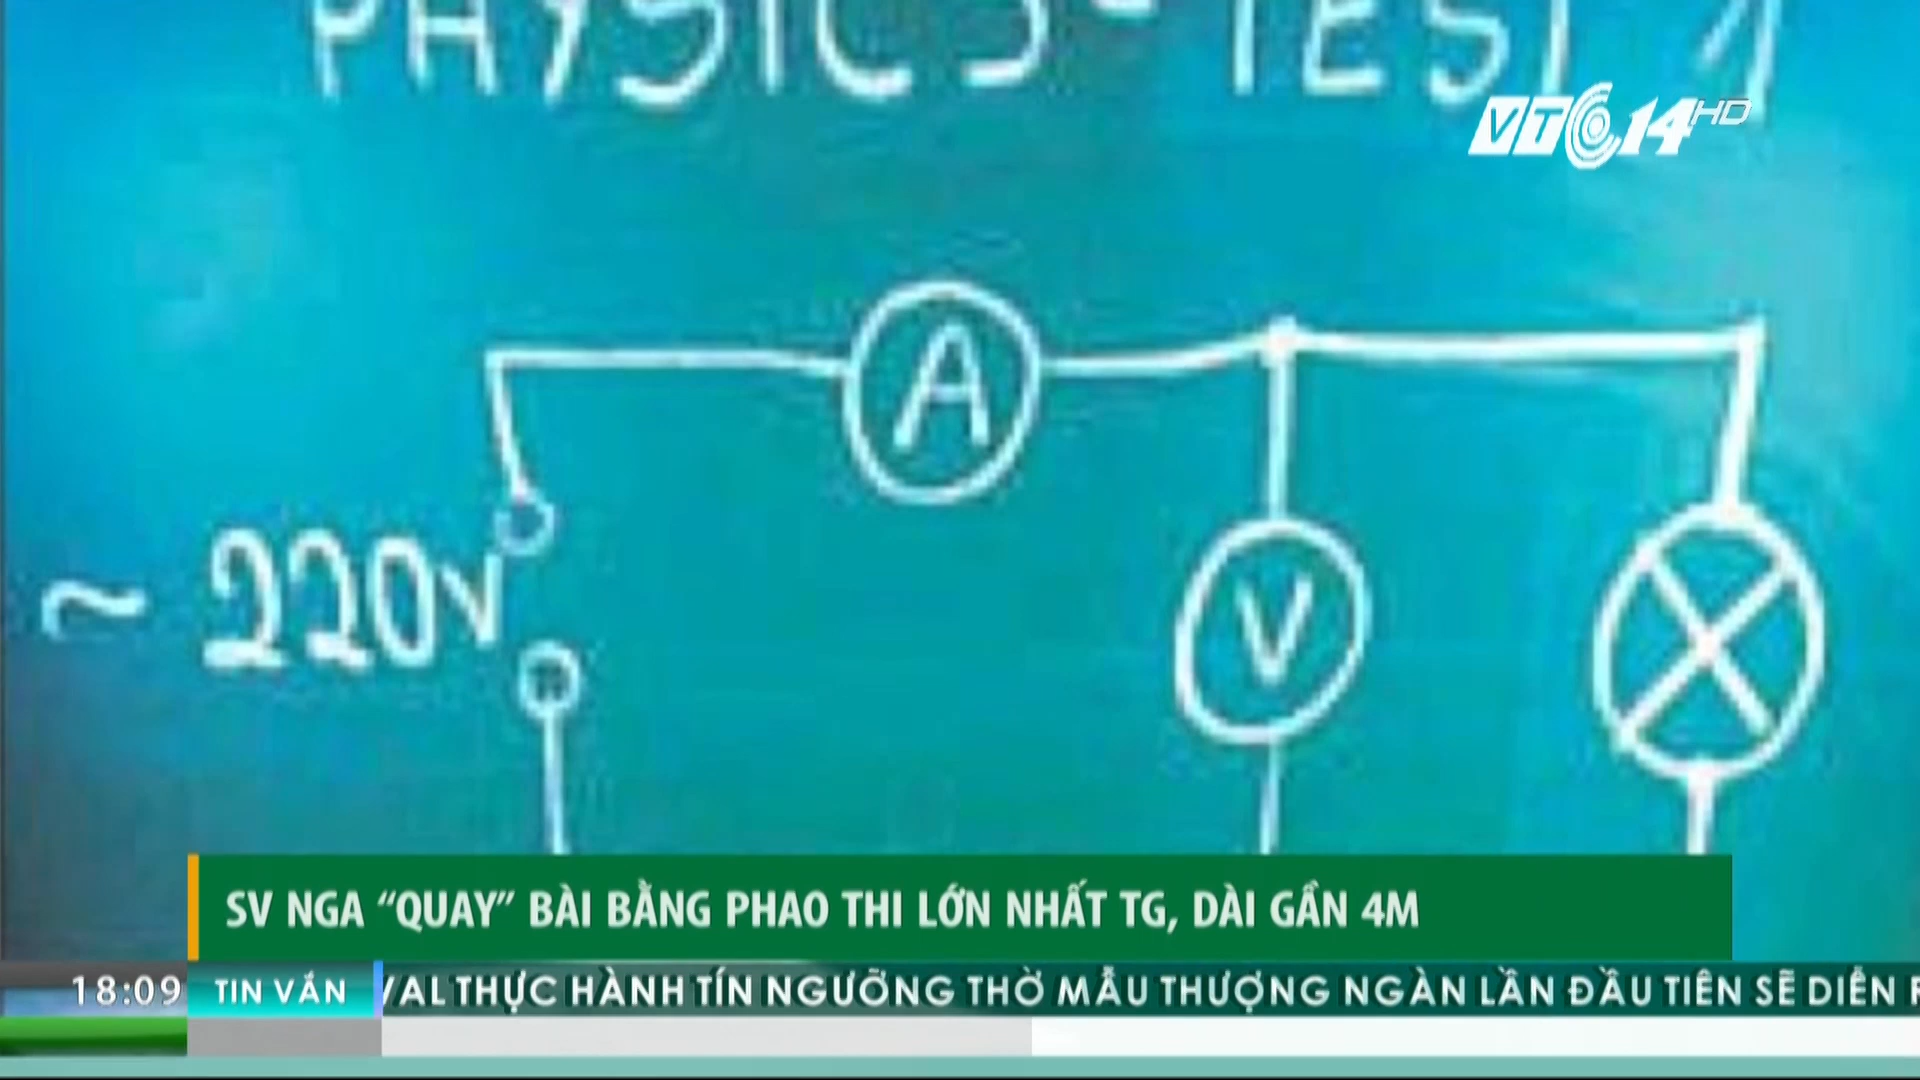 PHYSICS-TEST 1
VTC14 HD
A
~ 220V
V
SV NGA “QUAY” BÀI BẰNG PHAO THI LỚN NHẤT TG, DÀI GẦN 4M
18:09 TIN VẮN VAL THỰC HÀNH TÍN NGƯỠNG THỜ MẪU THƯỢNG NGÀN LẦN ĐẦU TIÊN SẼ DIỄN